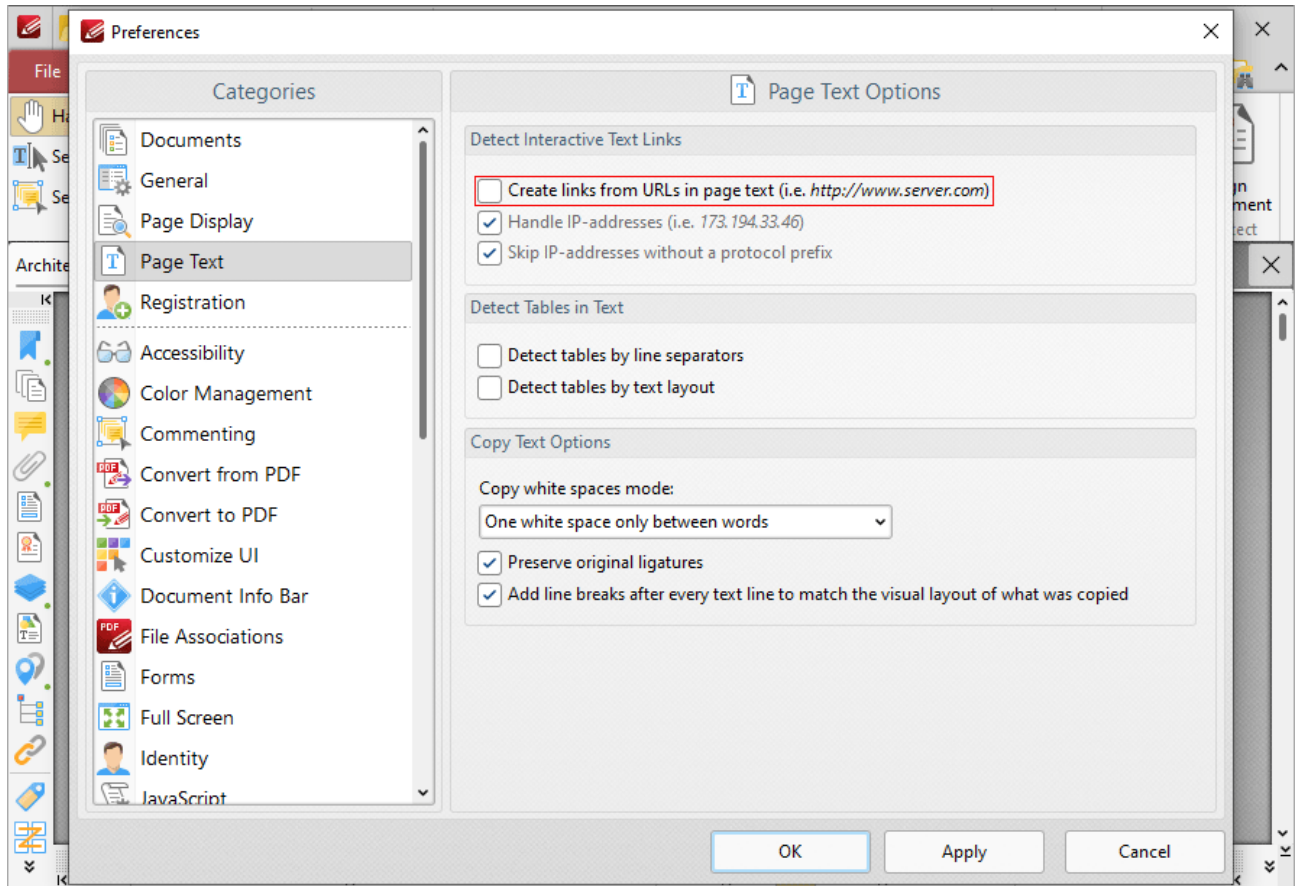 Preferences
File
Categories
Documents
General
Page Display
Page Text
Registration
Accessibility
Color Management
Commenting
Convert from PDF
Convert to PDF
Customize UI
Document Info Bar
File Associations
Forms
Full Screen
Identity
JavaScript
Page Text Options
Detect Interactive Text Links
Create links from URLs in page text (i.e. http://www.server.com)
Handle IP-addresses (i.e. 173.194.33.46)
Skip IP-addresses without a protocol prefix
Detect Tables in Text
Detect tables by line separators
Detect tables by text layout
Copy Text Options
Copy white spaces mode:
One white space only between words
Preserve original ligatures
Add line breaks after every text line to match the visual layout of what was copied
OK
Apply
Cancel